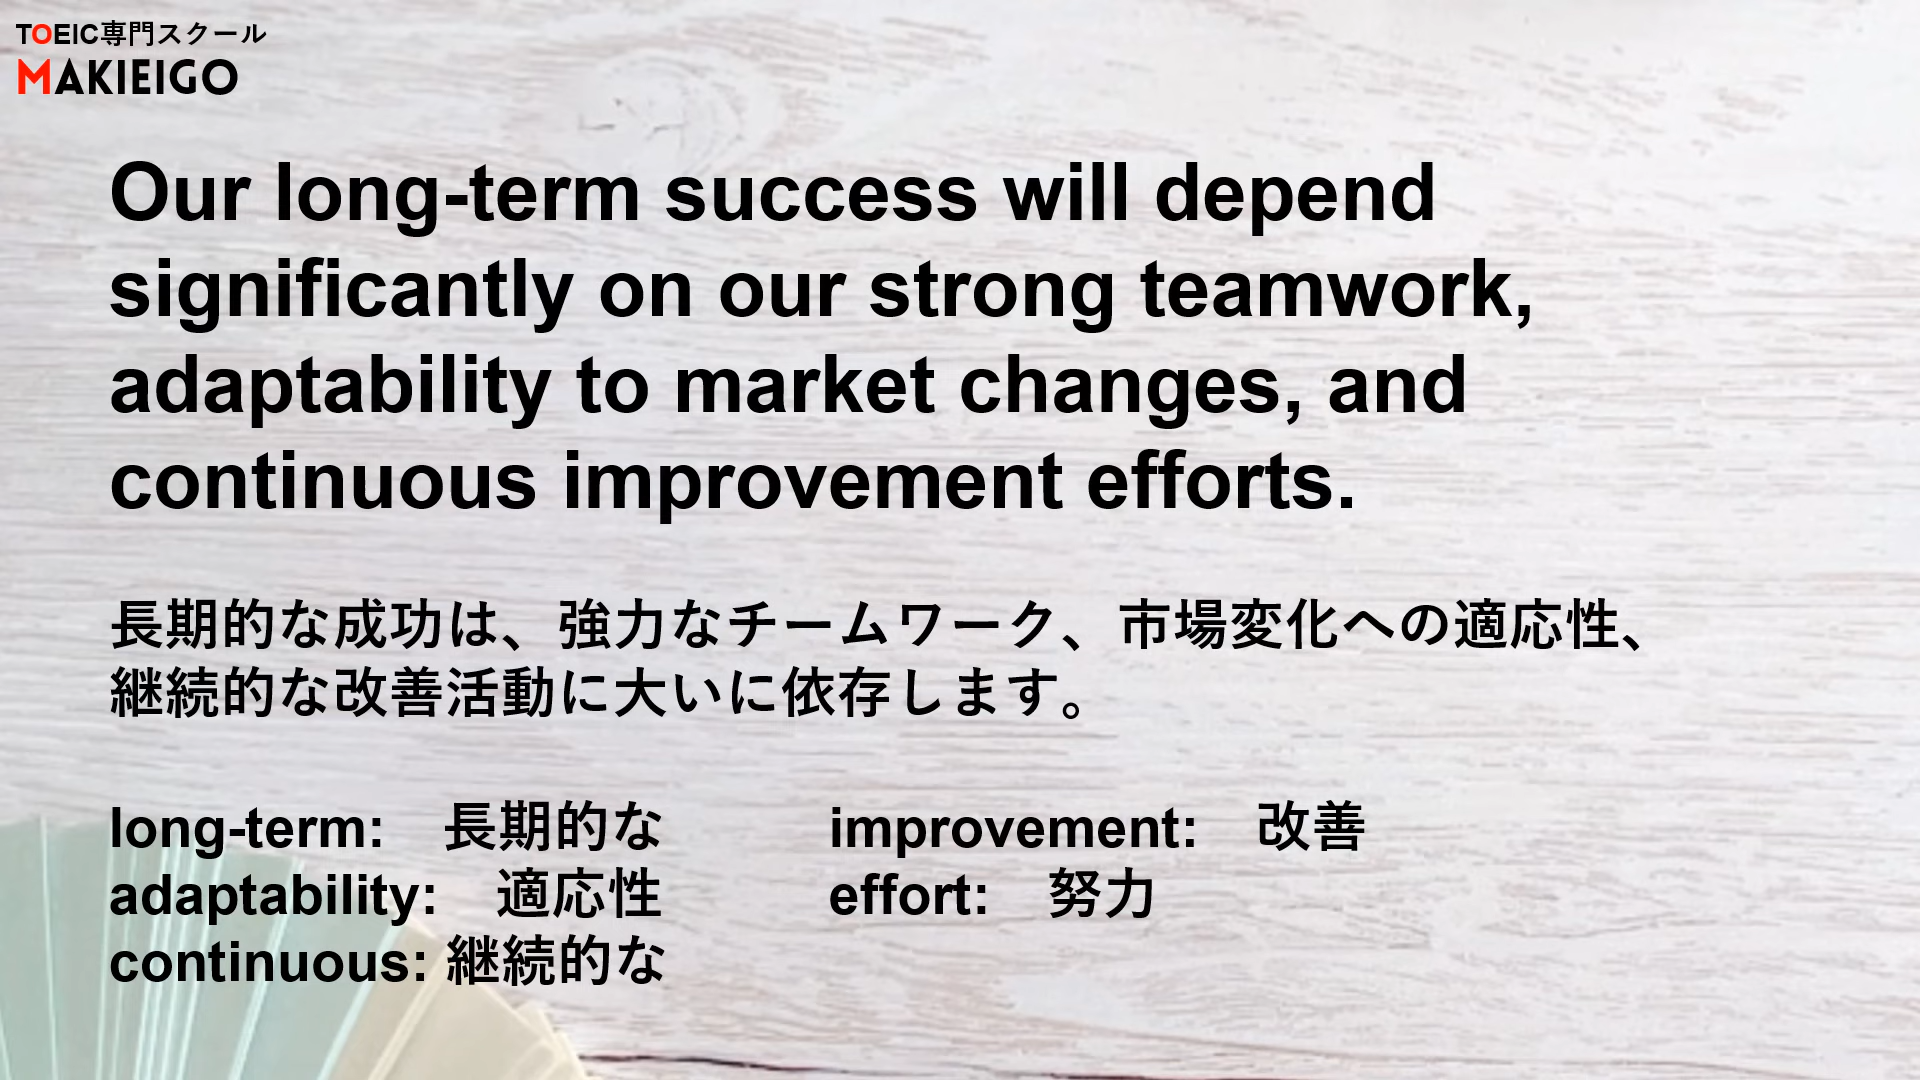 TOEIC専門スクール
MAKIEIGO
Our long-term success will depend
significantly on our strong teamwork,
adaptability to market changes, and
continuous improvement efforts.
長期的な成功は、強力なチームワーク、市場変化への適応性、
継続的な改善活動に大いに依存します。
long-term:　長期的な
adaptability:　適応性
continuous: 継続的な
improvement:　改善
effort:　努力